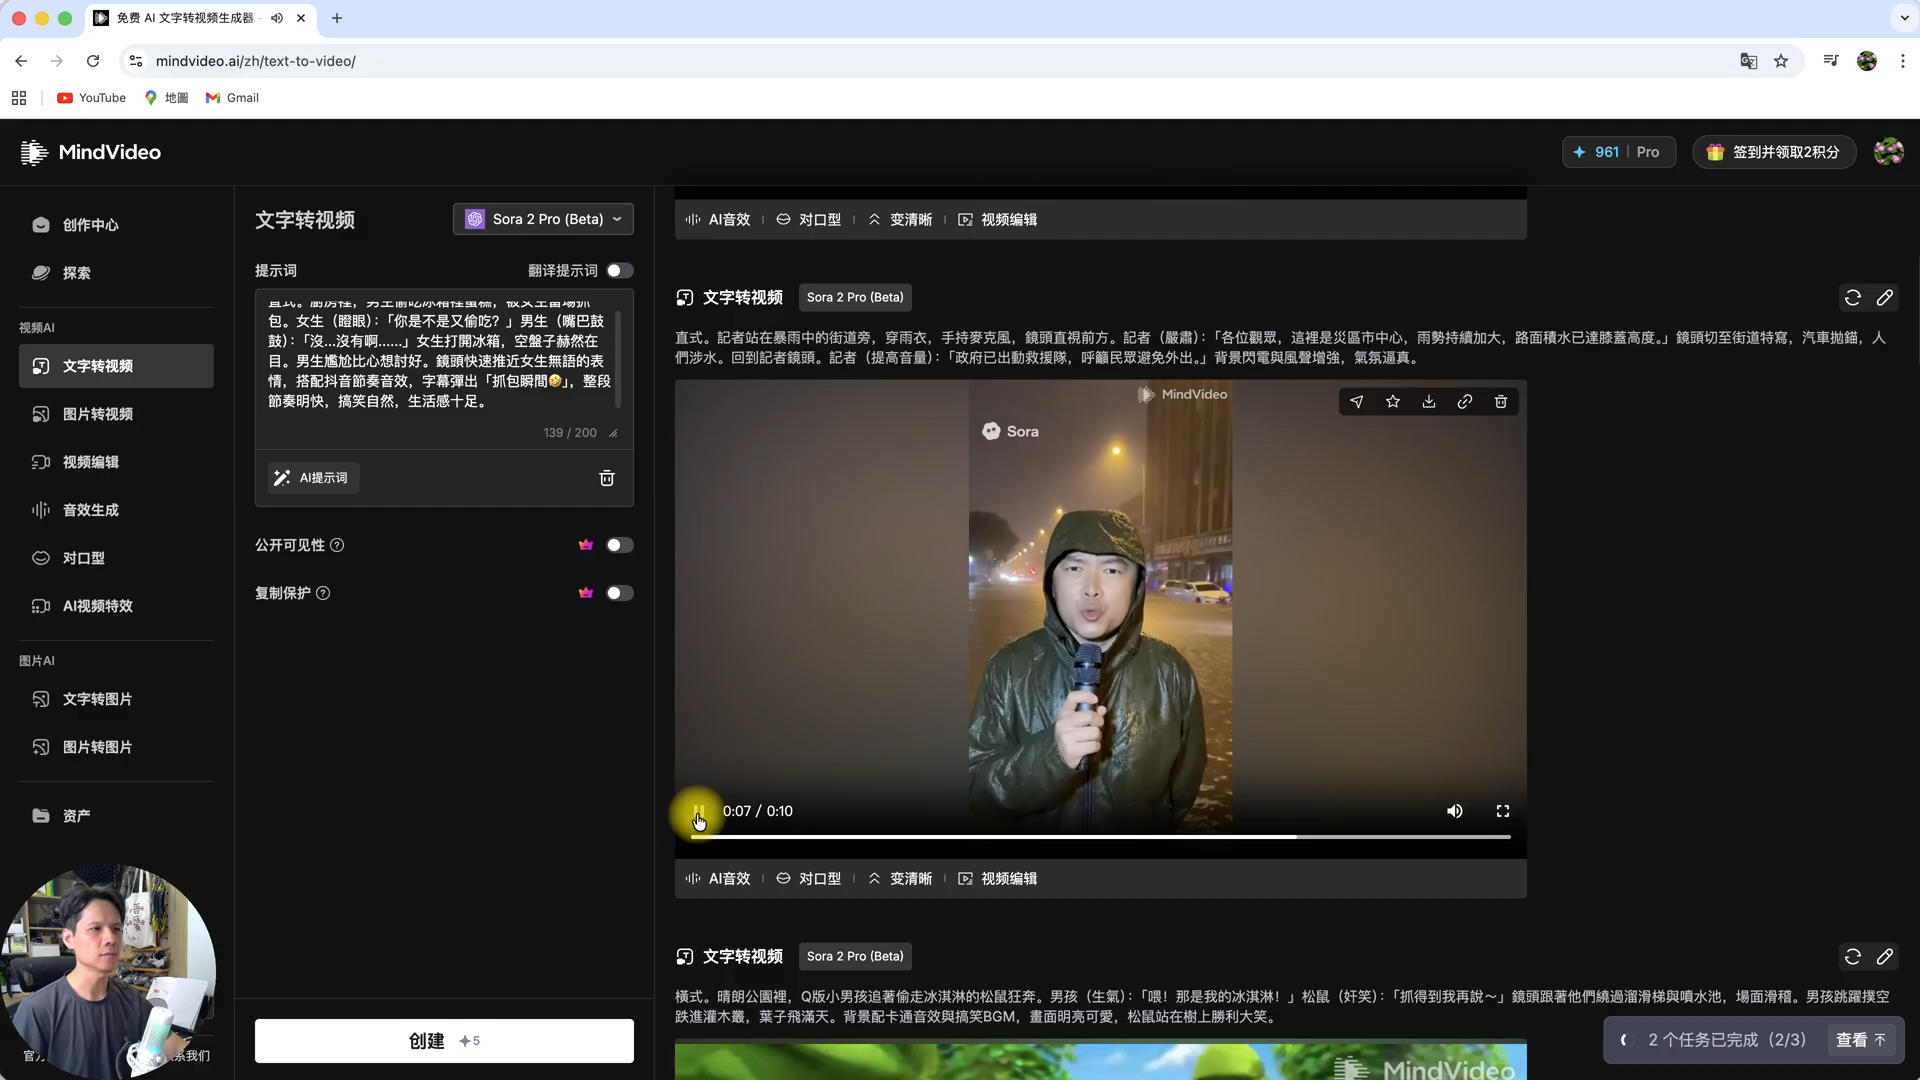 免费 AI 文字转视频生成器 -
mindvideo.ai/zh/text-to-video/
YouTube
地圖
Gmail
MindVideo
961 | Pro
签到并领取2积分
创作中心
探索
视频AI
文字转视频
图片转视频
视频编辑
音效生成
对口型
AI视频特效
图片AI
文字转图片
图片转图片
资产
文字转视频
Sora 2 Pro (Beta)
提示词
翻译提示词
直式。廚房裡，男生偷吃冰箱裡蛋糕，被女生當場抓
包。女生（瞪眼）：「你是不是又偷吃？」男生（嘴巴鼓
鼓）：「沒...沒有啊......」女生打開冰箱，空盤子赫然在
目。男生尷尬比心想討好。鏡頭快速推近女生無語的表
情，搭配抖音節奏音效，字幕彈出「抓包瞬間🤣」，整段
節奏明快，搞笑自然，生活感十足。
139 / 200
AI提示词
公开可见性
复制保护
创建 5
AI音效
对口型
变清晰
视频编辑
文字转视频
Sora 2 Pro (Beta)
直式。記者站在暴雨中的街道旁，穿雨衣，手持麥克風，鏡頭直視前方。記者（嚴肅）：「各位觀眾，這裡是災區市中心，雨勢持續加大，路面積水已達膝蓋高度。」鏡頭切至街道特寫，汽車拋錨，人
們涉水。回到記者鏡頭。記者（提高音量）：「政府已出動救援隊，呼籲民眾避免外出。」背景閃電與風聲增強，氣氛逼真。
MindVideo
Sora
0:07 / 0:10
AI音效
对口型
变清晰
视频编辑
文字转视频
Sora 2 Pro (Beta)
橫式。晴朗公園裡，Q版小男孩追著偷走冰淇淋的松鼠狂奔。男孩（生氣）：「喂！那是我的冰淇淋！」松鼠（奸笑）：「抓得到我再說～」鏡頭跟著他們繞過溜滑梯與噴水池，場面滑稽。男孩跳躍撲空
跌進灌木叢，葉子飛滿天。背景配卡通音效與搞笑BGM，畫面明亮可愛，松鼠站在樹上勝利大笑。
MindVideo
2 个任务已完成（2/3）
查看